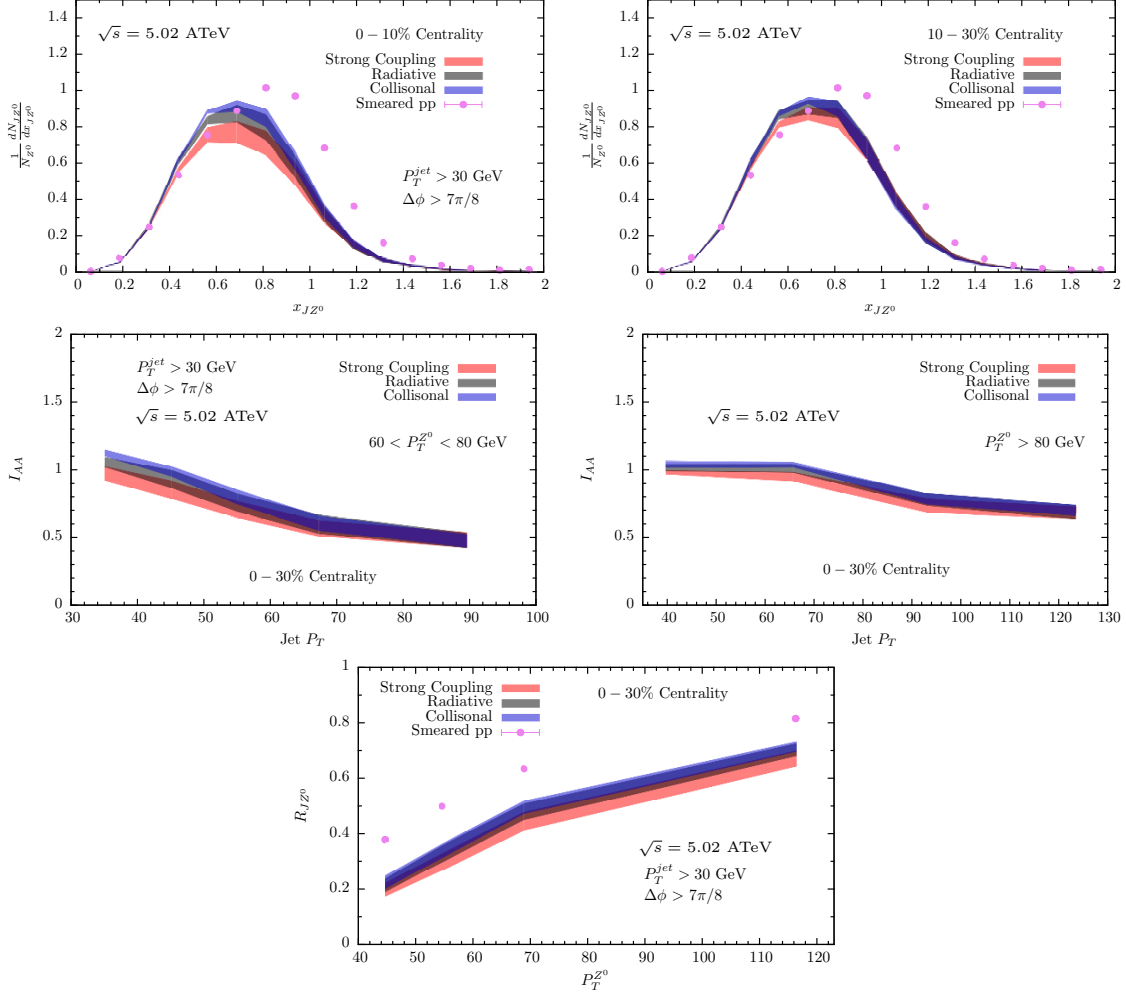 √s = 5.02 ATeV
0 − 10% Centrality
Strong Coupling
Radiative
Collisonal
Smeared pp
P_T^{jet} > 30 GeV
Δϕ > 7π/8
1/N_{Z^0} dN_{JZ^0}/dx_{JZ^0}
0 0.2 0.4 0.6 0.8 1 1.2 1.4
0 0.2 0.4 0.6 0.8 1 1.2 1.4 1.6 1.8 2
x_{JZ^0}
√s = 5.02 ATeV
10 − 30% Centrality
Strong Coupling
Radiative
Collisonal
Smeared pp
1/N_{Z^0} dN_{JZ^0}/dx_{JZ^0}
0 0.2 0.4 0.6 0.8 1 1.2 1.4
0 0.2 0.4 0.6 0.8 1 1.2 1.4 1.6 1.8 2
x_{JZ^0}
P_T^{jet} > 30 GeV
Δϕ > 7π/8
√s = 5.02 ATeV
Strong Coupling
Radiative
Collisonal
60 < P_T^{Z^0} < 80 GeV
0 − 30% Centrality
I_{AA}
0 0.5 1 1.5 2
30 40 50 60 70 80 90 100
Jet P_T
Strong Coupling
Radiative
Collisonal
√s = 5.02 ATeV
P_T^{Z^0} > 80 GeV
0 − 30% Centrality
I_{AA}
0 0.5 1 1.5 2
40 50 60 70 80 90 100 110 120 130
Jet P_T
Strong Coupling
Radiative
Collisonal
Smeared pp
0 − 30% Centrality
√s = 5.02 ATeV
P_T^{jet} > 30 GeV
Δϕ > 7π/8
R_{JZ^0}
0 0.2 0.4 0.6 0.8 1
40 50 60 70 80 90 100 110 120
P_T^{Z^0}